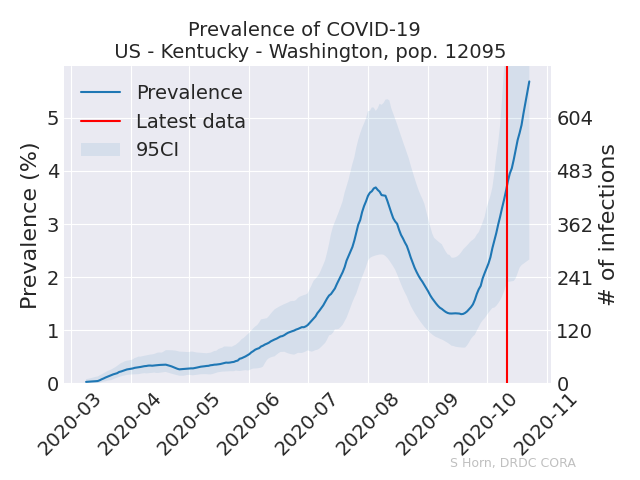 Prevalence of COVID-19
US - Kentucky - Washington, pop. 12095
Prevalence
Latest data
95CI
Prevalence (%)
5
4
3
2
1
0
604
483
362
241
120
0
# of infections
2020-03
2020-04
2020-05
2020-06
2020-07
2020-08
2020-09
2020-10
2020-11
S Horn, DRDC CORA